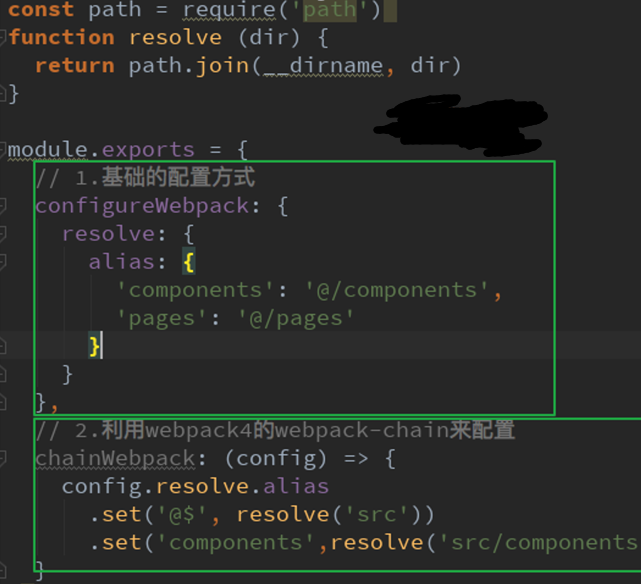 const path = require('path')
function resolve (dir) {
return path.join(__dirname, dir)
}
module.exports = {
// 1.基础的配置方式
configureWebpack: {
resolve: {
alias: {
'components': '@/components',
'pages': '@/pages'
}
}
},
// 2.利用webpack4的webpack-chain来配置
chainWebpack: (config) => {
config.resolve.alias
.set('@$', resolve('src'))
.set('components',resolve('src/components
}